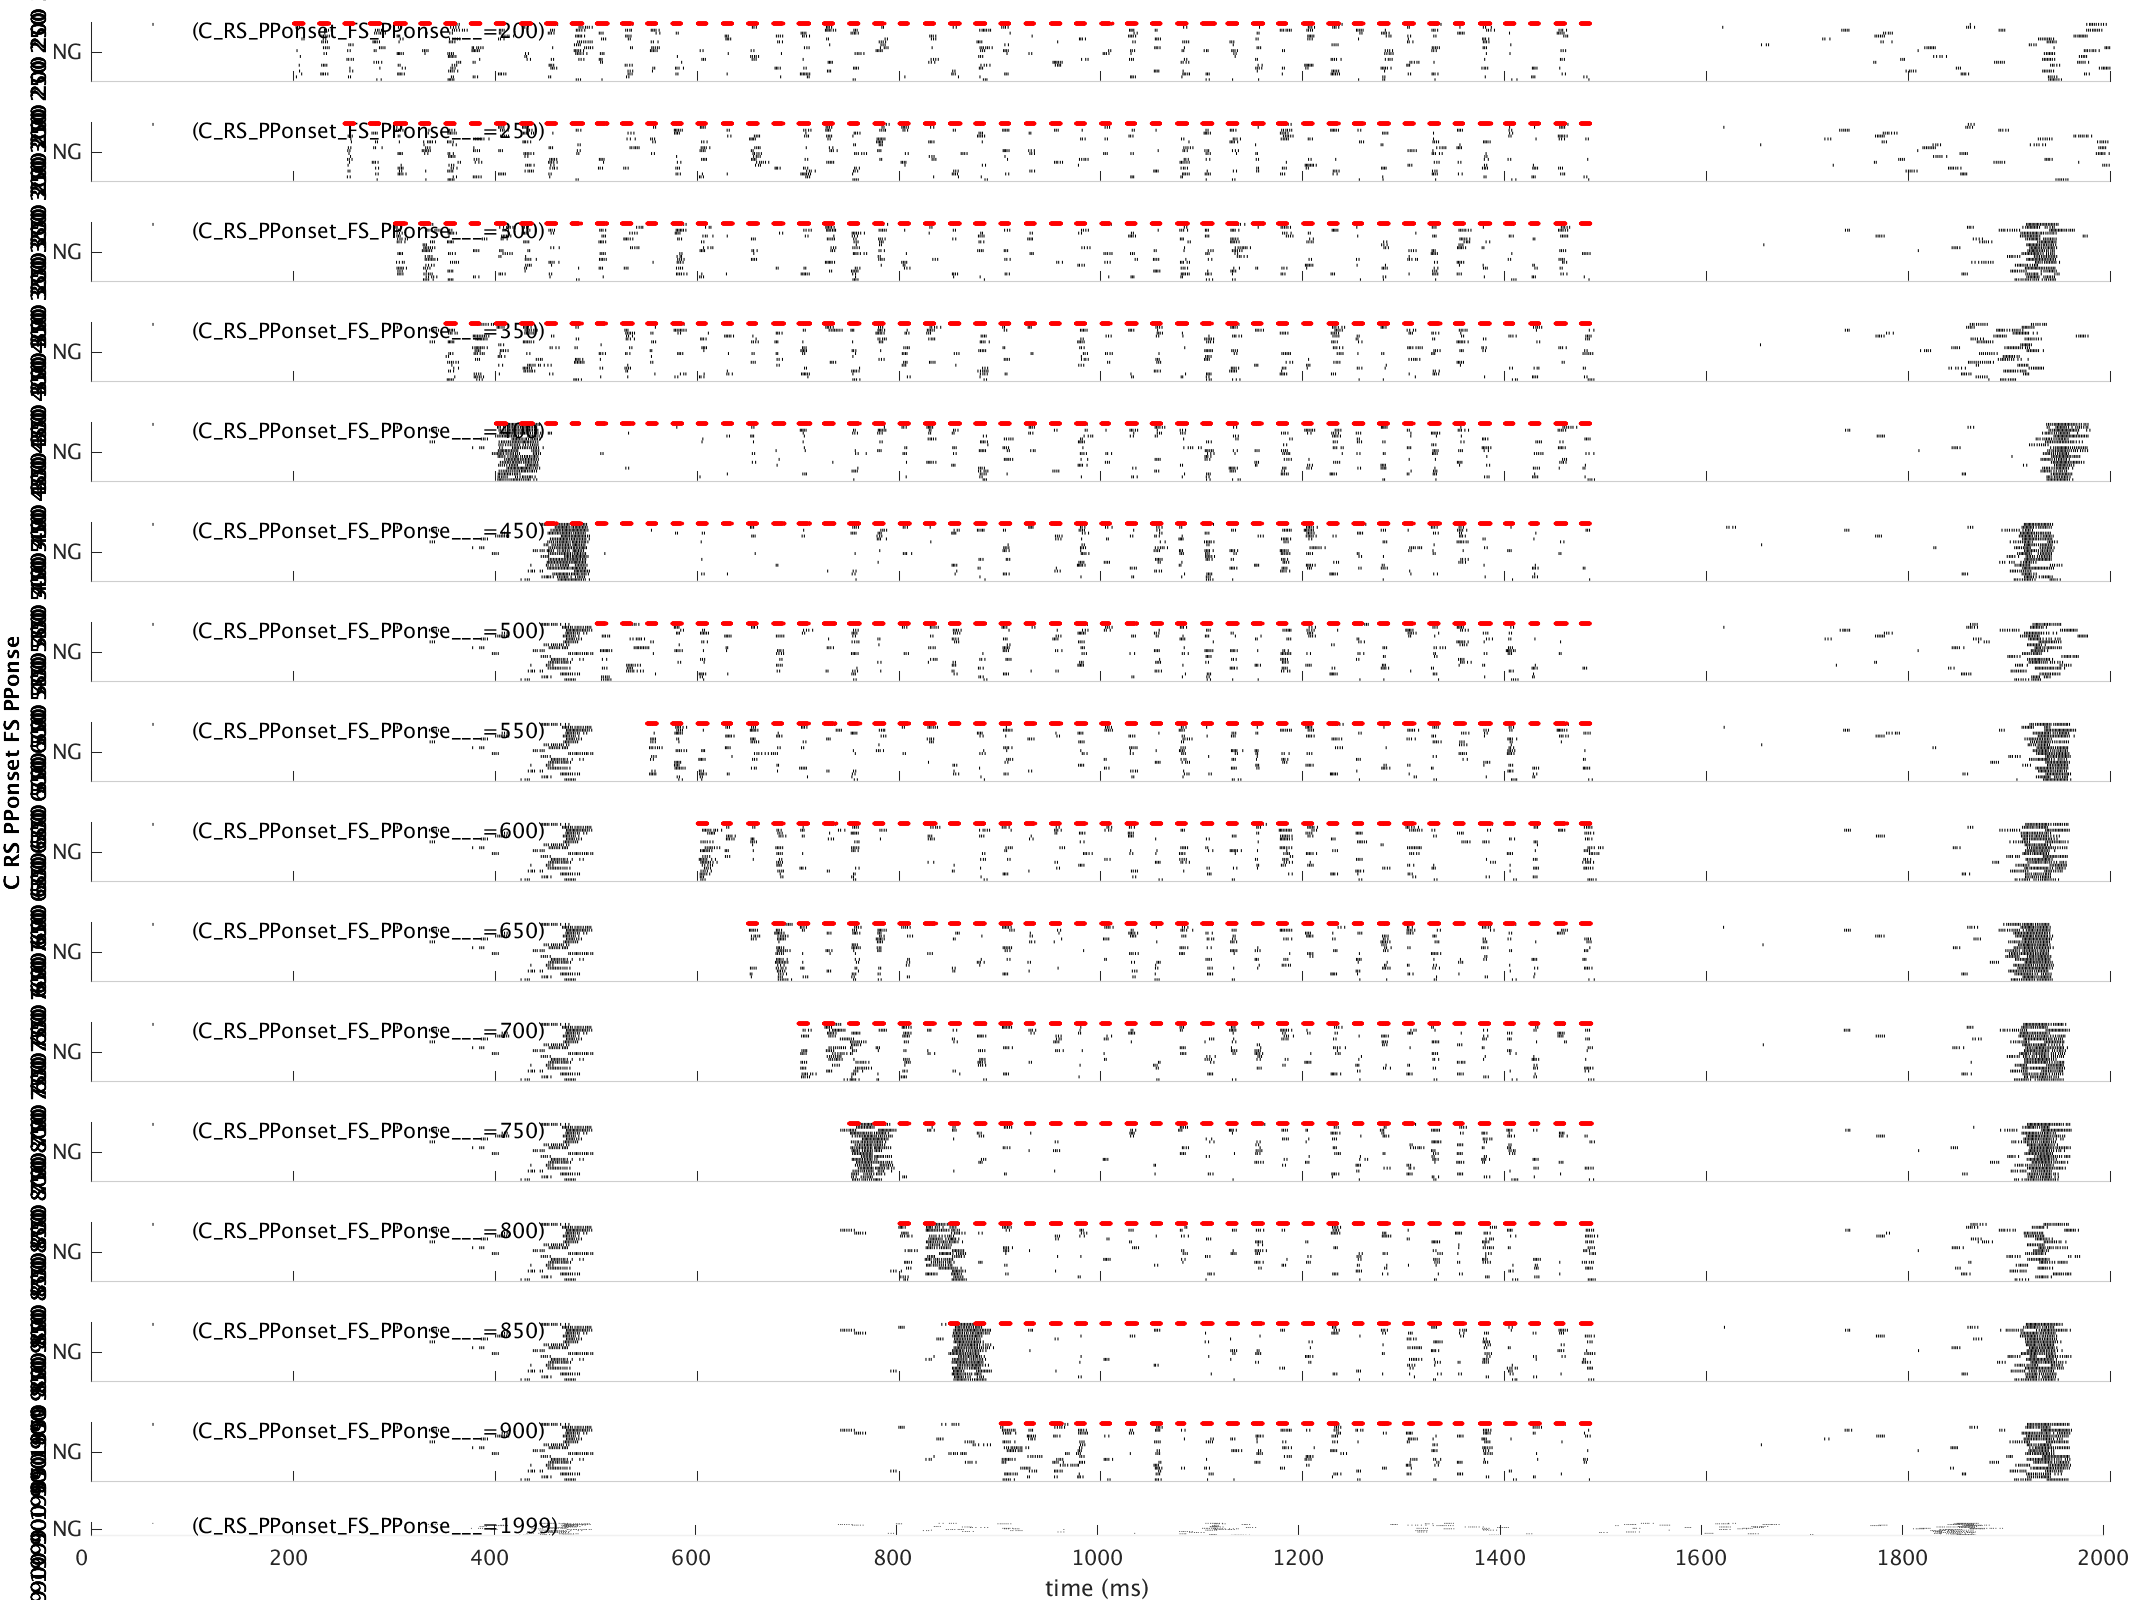 (C_RS_PPonset_FS_PPonse___=200)
NG
(C_RS_PPonset_FS_PPonse___=250)
NG
(C_RS_PPonset_FS_PPonse___=300)
NG
(C_RS_PPonset_FS_PPonse___=350)
NG
(C_RS_PPonset_FS_PPonse___=400)
NG
(C_RS_PPonset_FS_PPonse___=450)
NG
(C_RS_PPonset_FS_PPonse___=500)
NG
(C_RS_PPonset_FS_PPonse___=550)
NG
(C_RS_PPonset_FS_PPonse___=600)
NG
(C_RS_PPonset_FS_PPonse___=650)
NG
(C_RS_PPonset_FS_PPonse___=700)
NG
(C_RS_PPonset_FS_PPonse___=750)
NG
(C_RS_PPonset_FS_PPonse___=800)
NG
(C_RS_PPonset_FS_PPonse___=850)
NG
(C_RS_PPonset_FS_PPonse___=900)
NG
(C_RS_PPonset_FS_PPonse___=1999)
NG
C RS PPonset FS PPonse
0 200 400 600 800 1000 1200 1400 1600 1800 2000
time (ms)